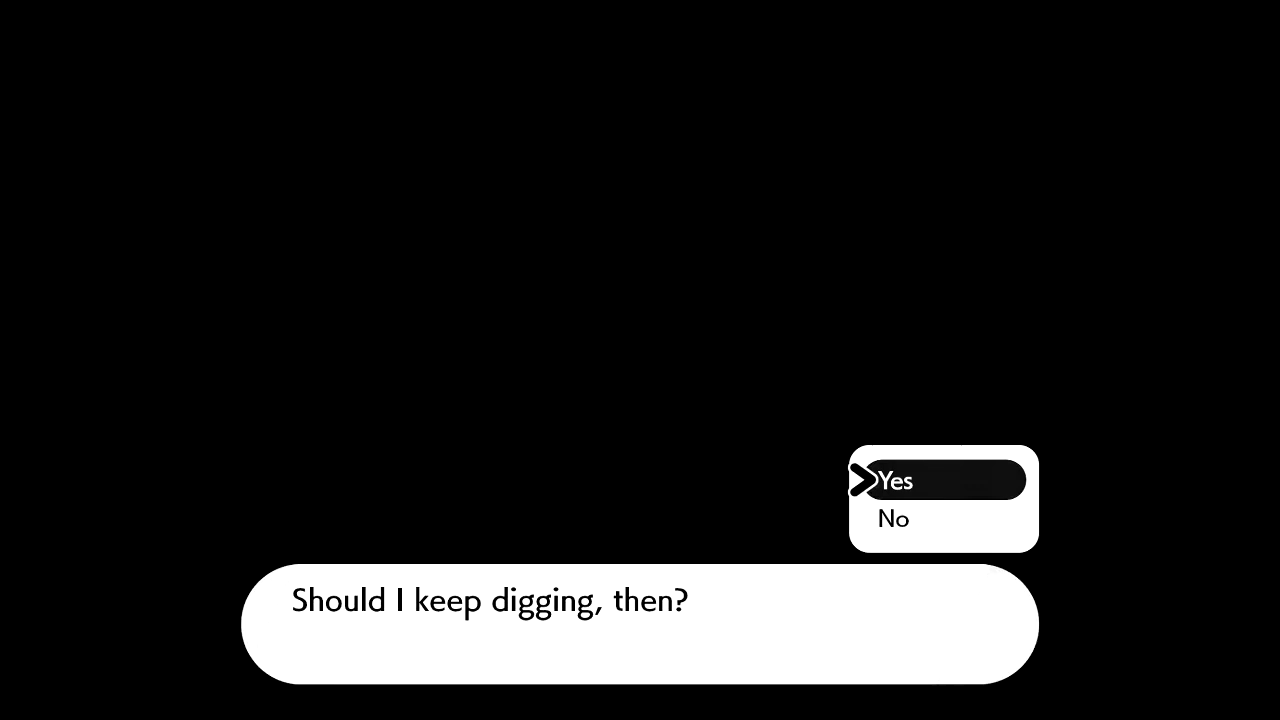 Yes
No
Should I keep digging, then?